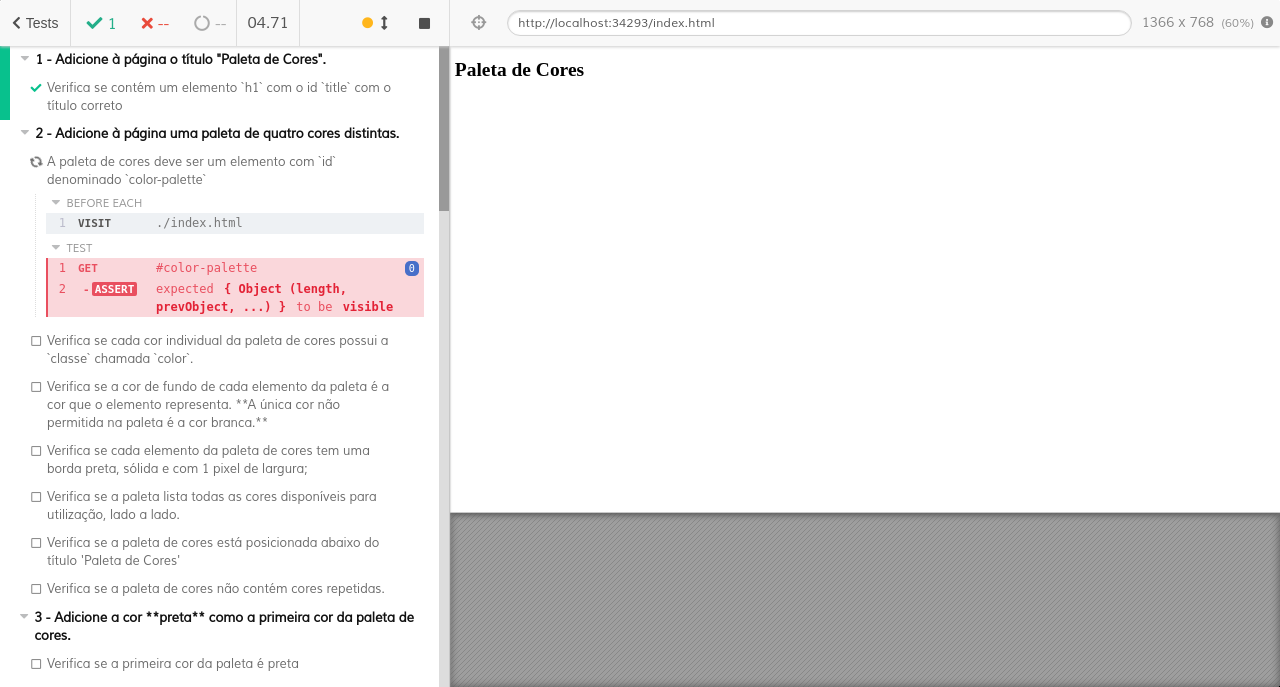 Tests 1 -- -- 04.71 http://localhost:34293/index.html 1366 x 768 (60%)
1 - Adicione à página o título "Paleta de Cores".
Verifica se contém um elemento `h1` com o id `title` com o
título correto
2 - Adicione à página uma paleta de quatro cores distintas.
A paleta de cores deve ser um elemento com `id`
denominado `color-palette`
BEFORE EACH
1 VISIT ./index.html
TEST
1 GET #color-palette 0
2 -ASSERT expected { Object (length,
prevObject, ...) } to be visible
Verifica se cada cor individual da paleta de cores possui a
`classe` chamada `color`.
Verifica se a cor de fundo de cada elemento da paleta é a
cor que o elemento representa. **A única cor não
permitida na paleta é a cor branca.**
Verifica se cada elemento da paleta de cores tem uma
borda preta, sólida e com 1 pixel de largura;
Verifica se a paleta lista todas as cores disponíveis para
utilização, lado a lado.
Verifica se a paleta de cores está posicionada abaixo do
título 'Paleta de Cores'
Verifica se a paleta de cores não contém cores repetidas.
3 - Adicione a cor **preta** como a primeira cor da paleta de
cores.
Verifica se a primeira cor da paleta é preta
Paleta de Cores